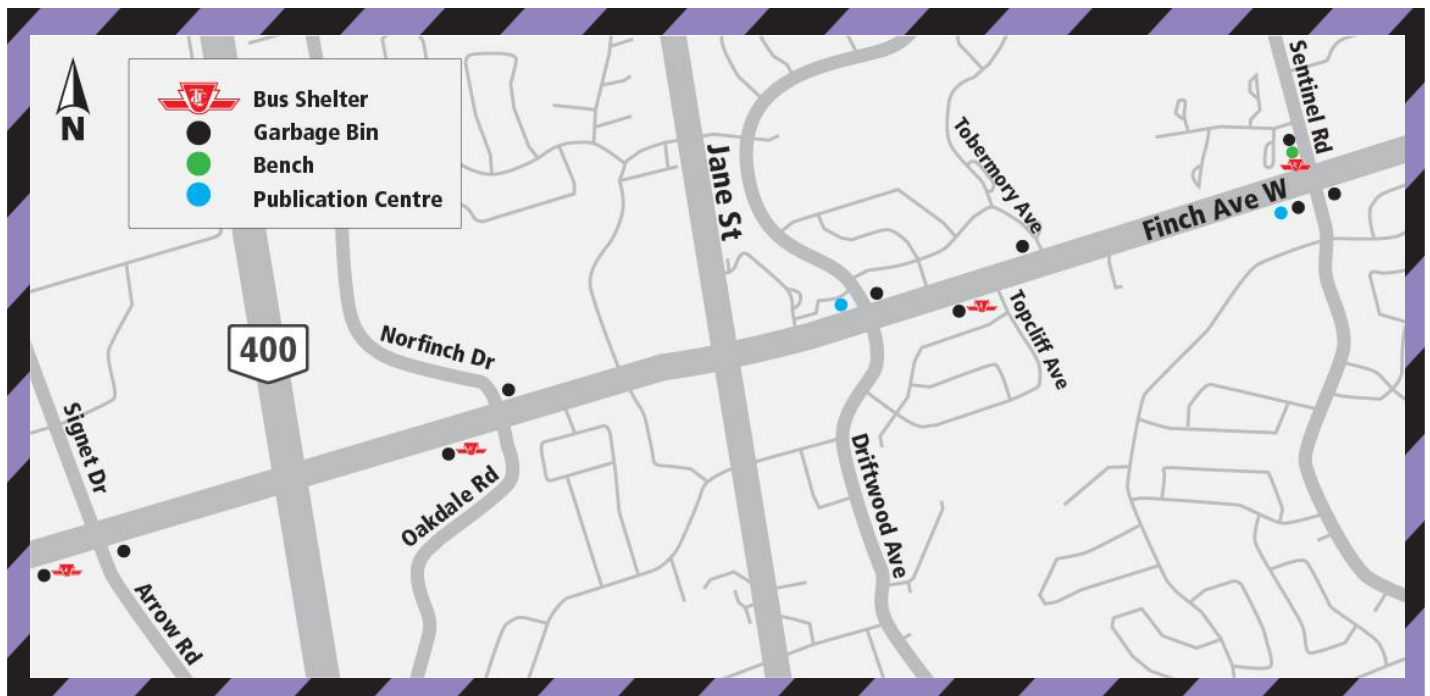 N
Bus Shelter
Garbage Bin
Bench
Publication Centre
400
Signet Dr
Arrow Rd
Norfinch Dr
Oakdale Rd
Jane St
Driftwood Ave
Tobermory Ave
Topcliff Ave
Finch Ave W
Sentinel Rd